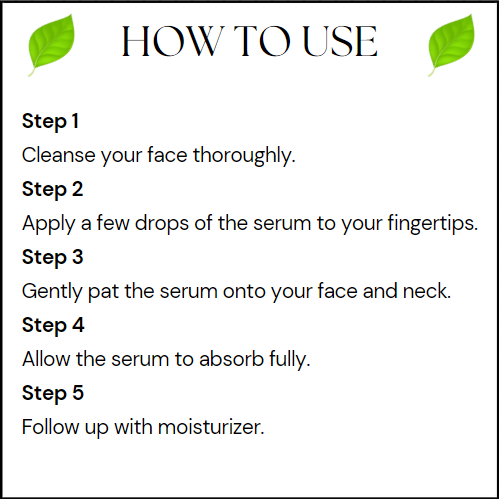 HOW TO USE
Step 1
Cleanse your face thoroughly.
Step 2
Apply a few drops of the serum to your fingertips.
Step 3
Gently pat the serum onto your face and neck.
Step 4
Allow the serum to absorb fully.
Step 5
Follow up with moisturizer.